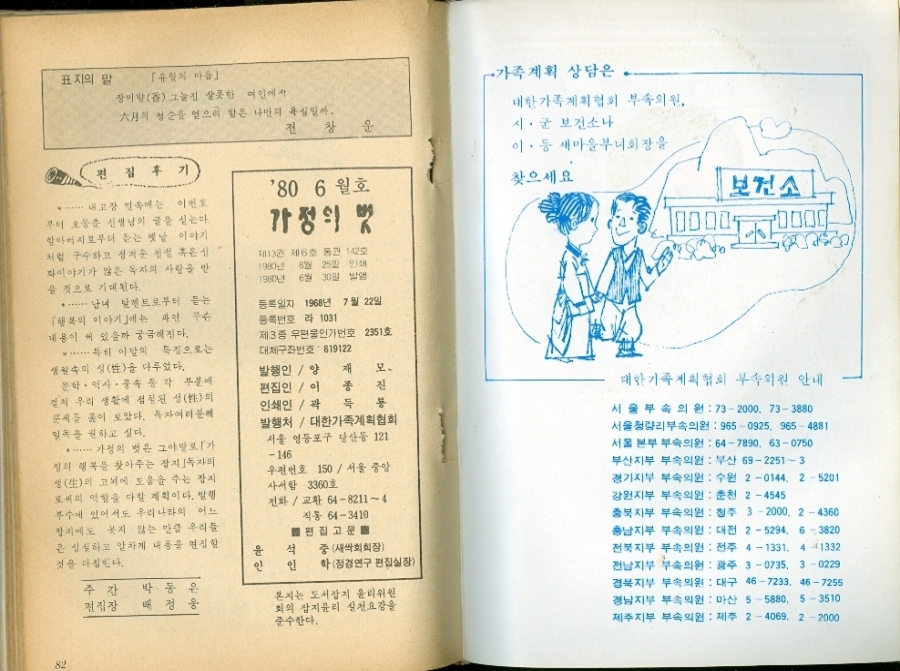 표지의 말 「유월의 마음」
장미향(香) 그늘진 잘못한 여인에서
六月의 청춘을 얻으려 함은 나만의 욕심일까.
전 창 운
편 집 후 기
*…… 내고장 민속에는 이번호
부터 오동춘 선생님의 글을 싣는다.
할아버지로부터 듣는 옛날 이야기
처럼 구수하고 정겨운 전설 혹은 신
화이야기가 많은 독자의 사랑을 받
을 것으로 기대된다.
*…… 남녀 탈렌트로부터 듣는
「행복의 이야기」에는 과연 무슨
내용이 써 있을까 궁금해진다.
*…… 특히 이달의 특집으로는
생활속의 성(性)을 다루었다.
문학·역사·풍속 등 각 부분에
걸쳐 우리 생활에 접칠된 성(性)의
문제를 풀어 보았다. 독자여러분께
일독을 권하고 싶다.
*…… 가정의 벗은 그야말로 「가
정의 행복을 찾아주는 잡지」독자의
생(生)의 고뇌에 도움을 주는 잡지
로써의 역할을 다할 계획이다. 발행
부수에 있어서도 우리나라의 어느
잡지에도 못지 않는 만큼 우리들
은 성실하고 알차게 내용을 편집할
것을 다짐한다.
주 간 박 동 은
편집장 배 정 웅
82
'80 6 월호
가정의 벗
제13권 제6호 통권 142호
1980년 6월 25일 인쇄
1980년 6월 30일 발행
등록일자 1968년 7월 22일
등록번호 라 1031
제3종 우편물인가번호 2351호
대체구좌번호 619122
발행인 / 양 재 모
편집인 / 이 종 진
인쇄인 / 곽 득 룡
발행처 / 대한가족계획협회
서울 영등포구 당산동 121
-146
우편번호 150 / 서울 중앙
사서함 3360호
전화 / 교환 64-8211~4
직통 64-3410
■ 편 집 고 문 ■
윤 석 중 (새싹회회장)
안 인 학 (정경연구 편집실장)
본지는 도서잡지 윤리위원
회의 잡지윤리 실천요강을
준수한다.
가족계획 상담은
대한가족계획협회 부속의원,
시·군 보건소나
이·동 새마을부녀회장을
찾으세요
보건소
대한가족계획협회 부속의원 안내
서 울 부 속 의 원 : 73-2000, 73-3880
서울청량리부속의원 : 965-0925, 965-4881
서울 본부 부속의원 : 64-7890, 63-0750
부산지부 부속의원 : 부산 69-2251~3
경기지부 부속의원 : 수원 2-0144, 2-5201
강원지부 부속의원 : 춘천 2-4545
충북지부 부속의원 : 청주 3-2000, 2-4360
충남지부 부속의원 : 대전 2-5294, 6-3820
전북지부 부속의원 : 전주 4-1331, 4-1332
전남지부 부속의원 : 광주 3-0735, 3-0229
경북지부 부속의원 : 대구 46-7233, 46-7255
경남지부 부속의원 : 마산 5-5880, 5-3510
제주지부 부속의원 : 제주 2-4069, 2-2000